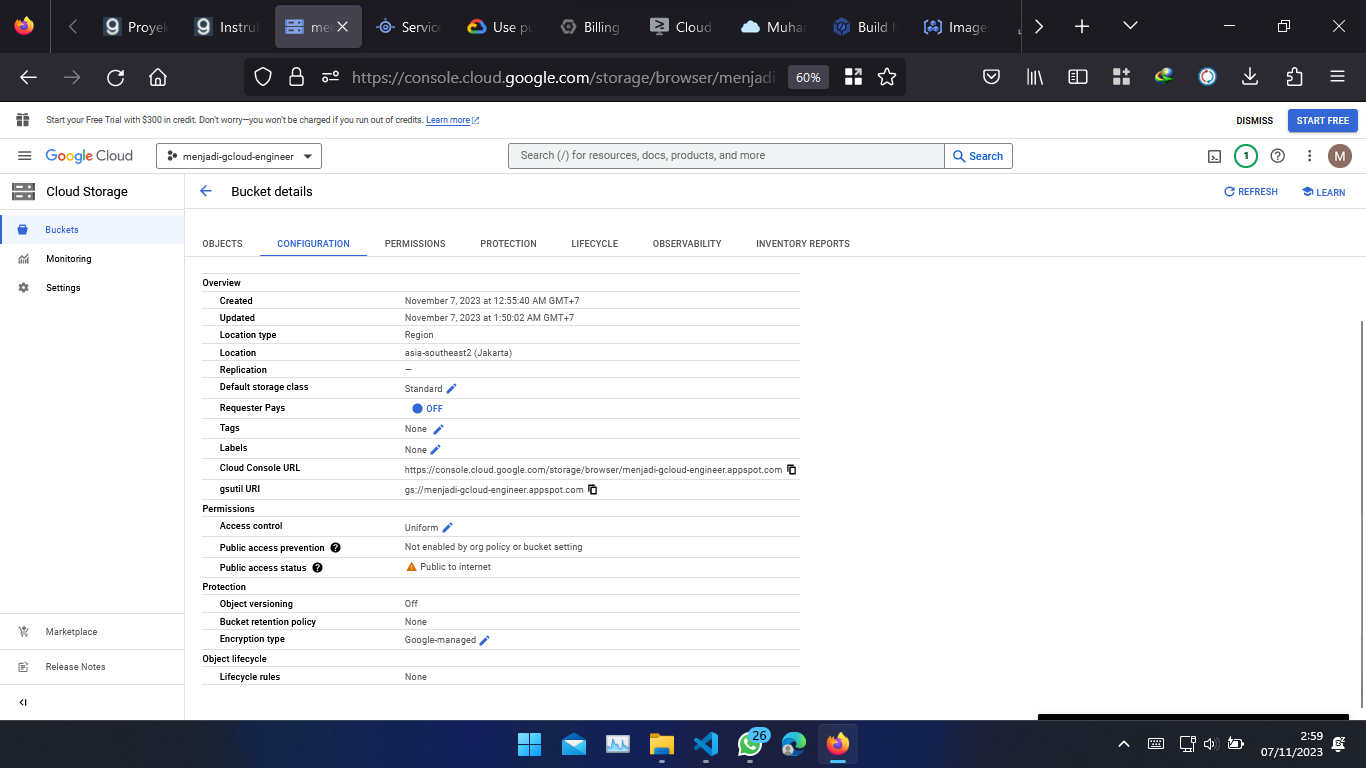 Proyek
Instruk
me
Service
Use pu
Billing
Cloud
Muhar
Build
Image
https://console.cloud.google.com/storage/browser/menjadi
60%
Start your Free Trial with $300 in credit. Don't worry—you won't be charged if you run out of credits. Learn more
DISMISS
START FREE
Google Cloud
menjadi-gcloud-engineer
Search (/) for resources, docs, products, and more
Search
1
M
Cloud Storage
Bucket details
REFRESH
LEARN
Buckets
Monitoring
Settings
OBJECTS
CONFIGURATION
PERMISSIONS
PROTECTION
LIFECYCLE
OBSERVABILITY
INVENTORY REPORTS
Overview
Created November 7, 2023 at 12:55:40 AM GMT+7
Updated November 7, 2023 at 1:50:02 AM GMT+7
Location type Region
Location asia-southeast2 (Jakarta)
Replication —
Default storage class Standard
Requester Pays OFF
Tags None
Labels None
Cloud Console URL https://console.cloud.google.com/storage/browser/menjadi-gcloud-engineer.appspot.com
gsutil URI gs://menjadi-gcloud-engineer.appspot.com
Permissions
Access control Uniform
Public access prevention Not enabled by org policy or bucket setting
Public access status Public to internet
Protection
Object versioning Off
Bucket retention policy None
Encryption type Google-managed
Object lifecycle
Lifecycle rules None
Marketplace
Release Notes
26
2:59
07/11/2023